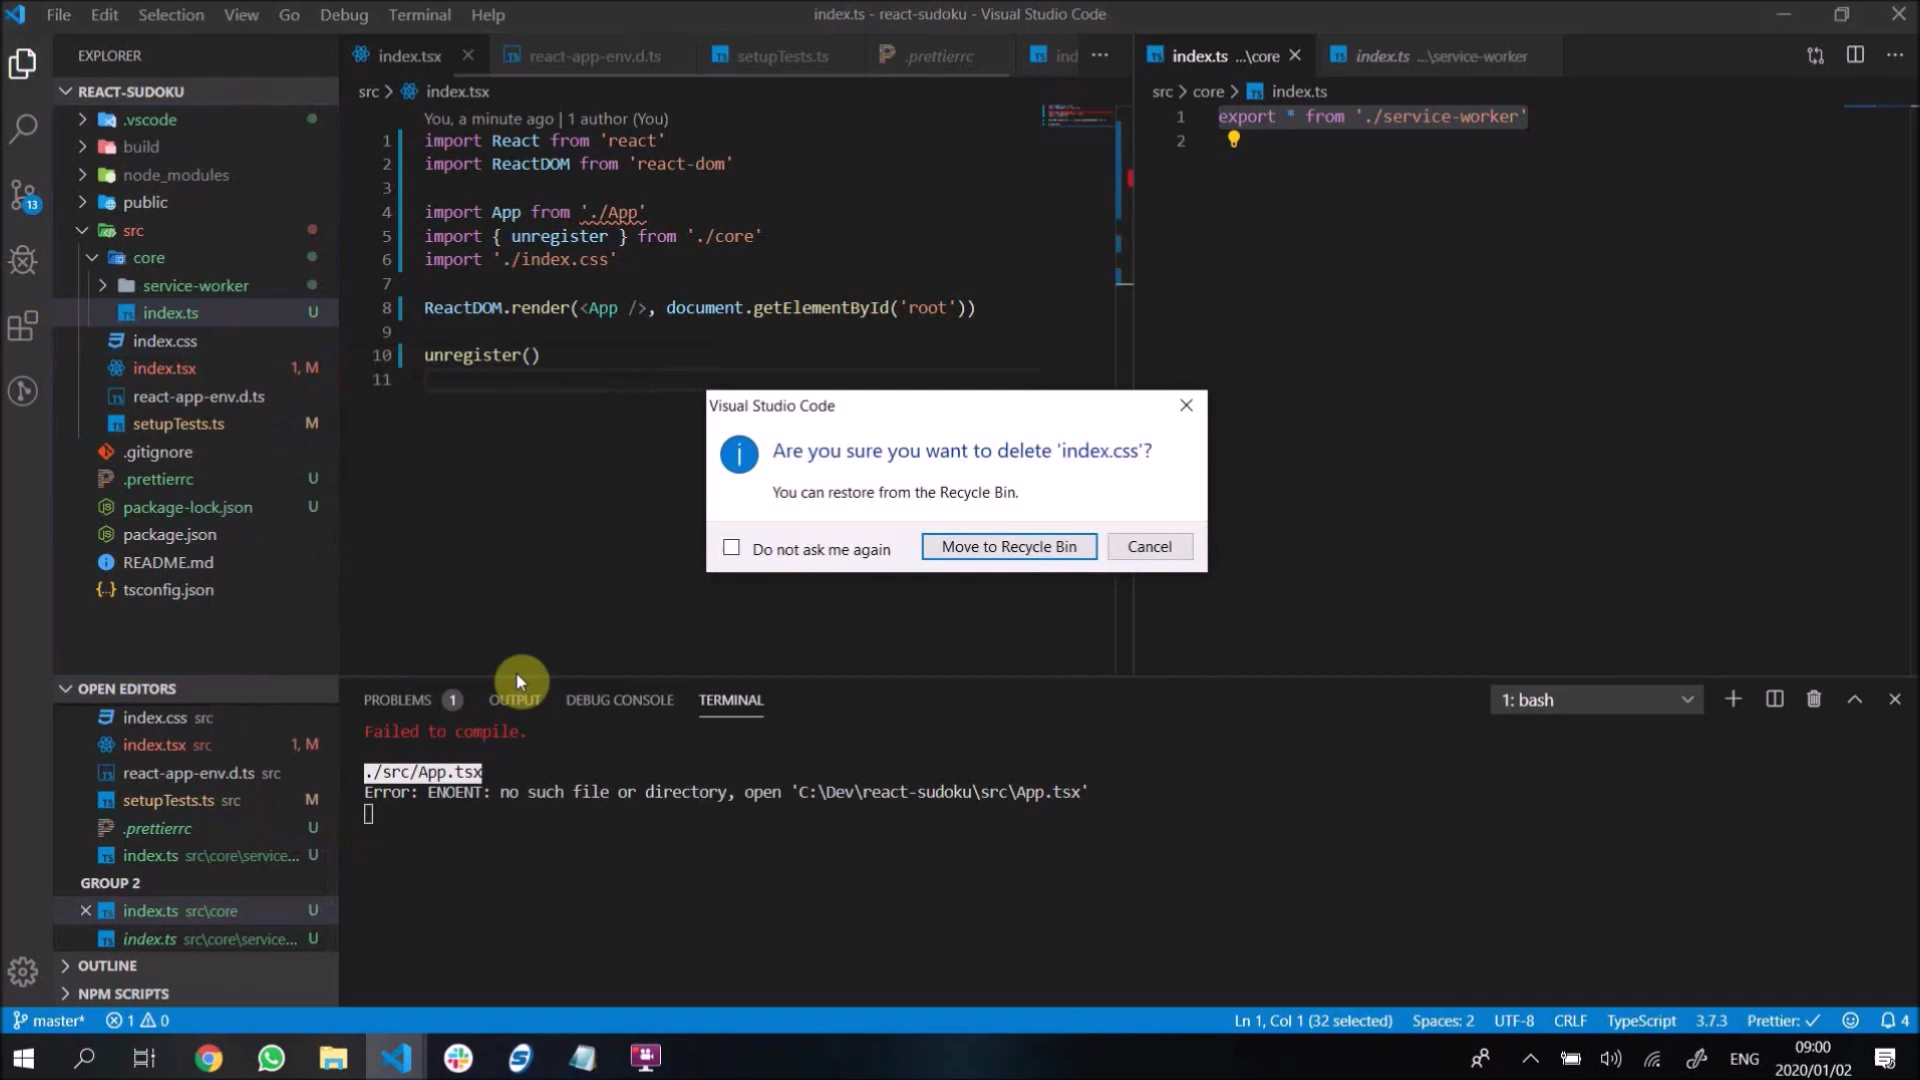 File Edit Selection View Go Debug Terminal Help
index.ts - react-sudoku - Visual Studio Code
EXPLORER
REACT-SUDOKU
.vscode
build
node_modules
public
src
core
service-worker
index.ts U
index.css
index.tsx 1, M
react-app-env.d.ts
setupTests.ts M
.gitignore
.prettierrc U
package-lock.json U
package.json
README.md
tsconfig.json
13
OPEN EDITORS
index.css src
index.tsx src 1, M
react-app-env.d.ts src
setupTests.ts src M
.prettierrc U
index.ts src\core\service... U
GROUP 2
index.ts src\core U
index.ts src\core\service... U
OUTLINE
NPM SCRIPTS
index.tsx react-app-env.d.ts setupTests.ts .prettierrc ind
src > index.tsx
You, a minute ago | 1 author (You)
1 import React from 'react'
2 import ReactDOM from 'react-dom'
3
4 import App from './App'
5 import { unregister } from './core'
6 import './index.css'
7
8 ReactDOM.render(<App />, document.getElementById('root'))
9
10 unregister()
11
index.ts ...\core index.ts ...\service-worker
src > core > index.ts
1 export * from './service-worker'
2
Visual Studio Code
Are you sure you want to delete 'index.css'?
You can restore from the Recycle Bin.
Do not ask me again Move to Recycle Bin Cancel
PROBLEMS 1 OUTPUT DEBUG CONSOLE TERMINAL 1: bash
Failed to compile.
./src/App.tsx
Error: ENOENT: no such file or directory, open 'C:\Dev\react-sudoku\src\App.tsx'
master* 1 0 Ln 1, Col 1 (32 selected) Spaces: 2 UTF-8 CRLF TypeScript 3.7.3 Prettier: ✓ 4
ENG 09:00
2020/01/02